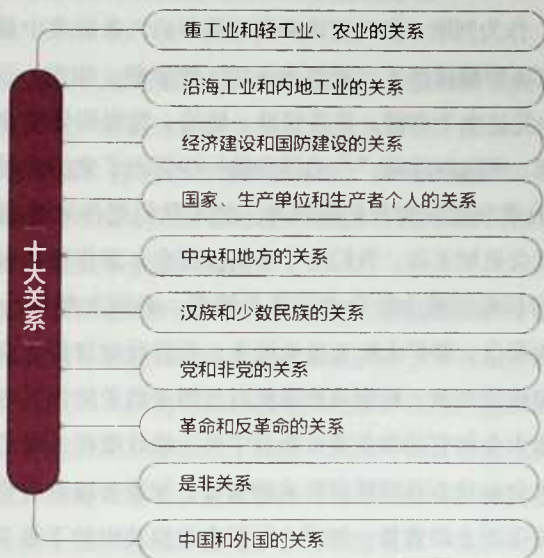 十大关系
重工业和轻工业、农业的关系
沿海工业和内地工业的关系
经济建设和国防建设的关系
国家、生产单位和生产者个人的关系
中央和地方的关系
汉族和少数民族的关系
党和非党的关系
革命和反革命的关系
是非关系
中国和外国的关系